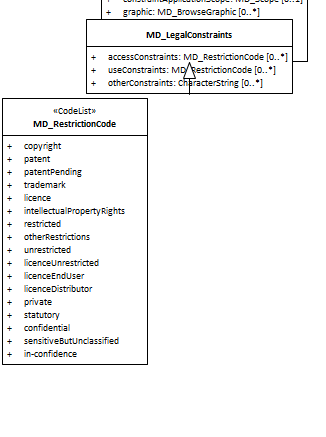 + constraintApplicationScope: MD_Scope [0..1]
+ graphic: MD_BrowseGraphic [0..*]
MD_LegalConstraints
+ accessConstraints: MD_RestrictionCode [0..*]
+ useConstraints: MD_RestrictionCode [0..*]
+ otherConstraints: CharacterString [0..*]
«CodeList»
MD_RestrictionCode
+ copyright
+ patent
+ patentPending
+ trademark
+ licence
+ intellectualPropertyRights
+ restricted
+ otherRestrictions
+ unrestricted
+ licenceUnrestricted
+ licenceEndUser
+ licenceDistributor
+ private
+ statutory
+ confidential
+ sensitiveButUnclassified
+ in-confidence